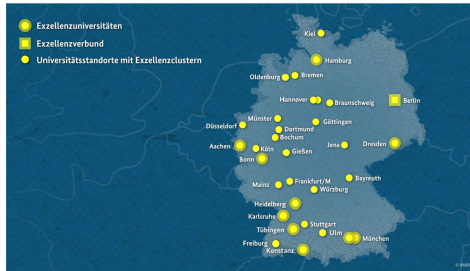 Exzellenzuniversitäten
Exzellenzverbund
Universitätsstandorte mit Exzellenzclustern
Kiel
Hamburg
Oldenburg
Bremen
Hannover
Braunschweig
Berlin
Münster
Göttingen
Düsseldorf
Dortmund
Bochum
Aachen
Köln
Jena
Dresden
Gießen
Bonn
Mainz
Frankfurt/M
Bayreuth
Würzburg
Heidelberg
Karlsruhe
Tübingen
Stuttgart
Ulm
München
Freiburg
Konstanz